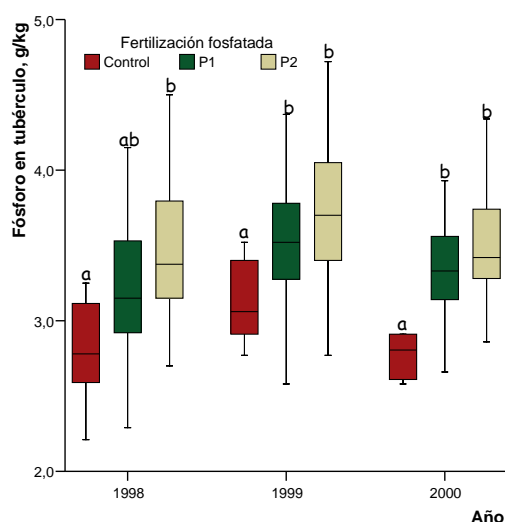 5,0
Fertilización fosfatada
Control P1 P2
b
b
ab
b
b
4,0
b
a
a
3,0
a
2,0
1998 1999 2000
Año
Fósforo en tubérculo, g/kg